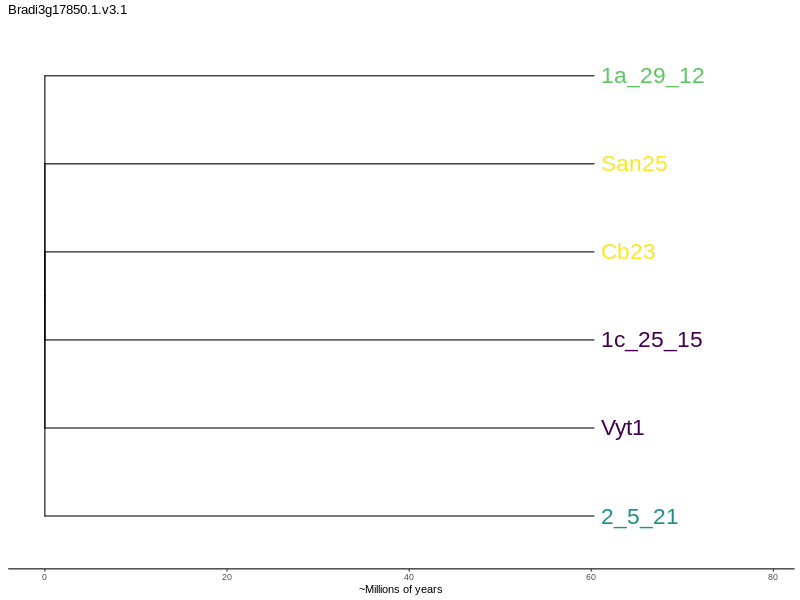 Bradi3g17850.1.v3.1
1a_29_12
San25
Cb23
1c_25_15
Vyt1
2_5_21
0 20 40 60 80
~Millions of years